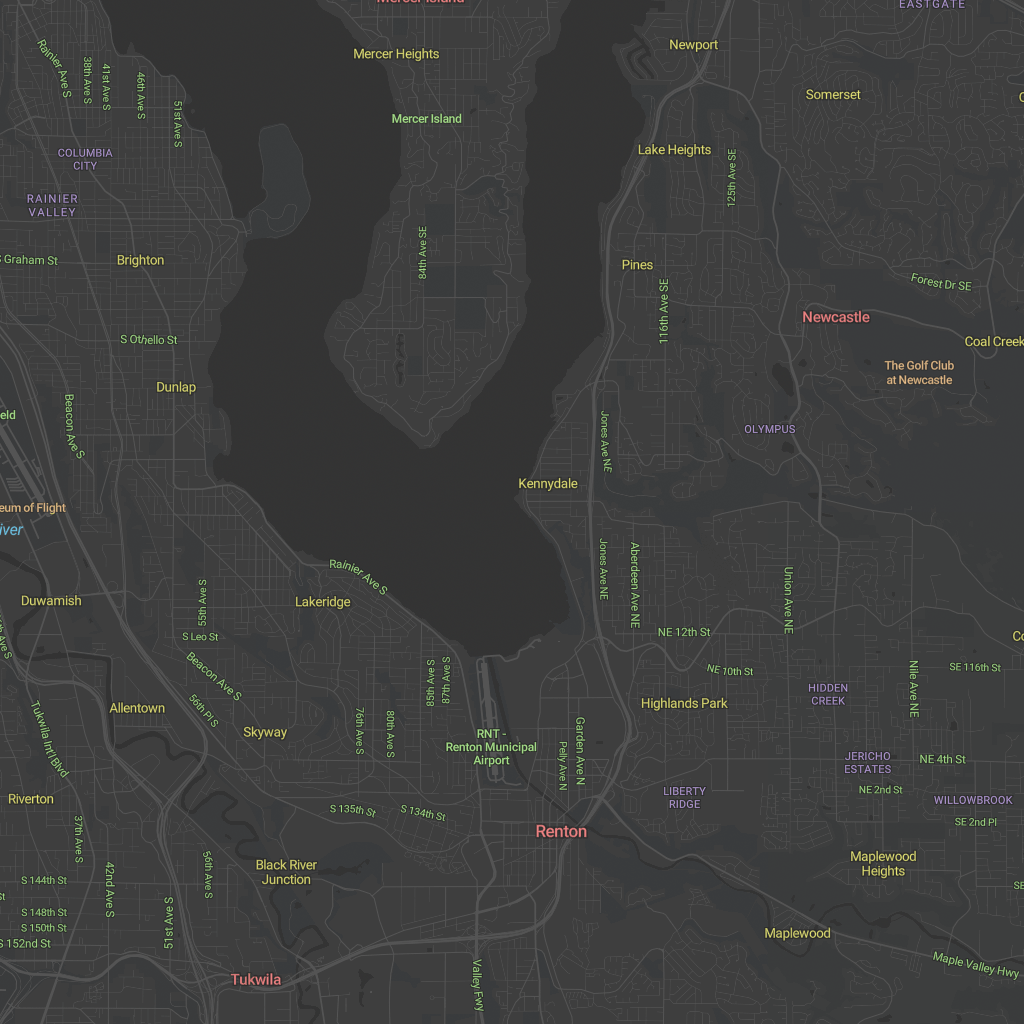 Mercer Island
EASTGATE
Newport
Mercer Heights
Rainier Ave S
38th Ave S
41st Ave S
46th Ave S
51st Ave S
Somerset
Mercer Island
COLUMBIA
CITY
Lake Heights
125th Ave SE
RAINIER
VALLEY
84th Ave SE
S Graham St
Brighton
Pines
116th Ave SE
Forest Dr SE
Newcastle
S Othello St
Coal Creek
The Golf Club
at Newcastle
Dunlap
Beacon Ave S
eld
Jones Ave NE
OLYMPUS
Kennydale
eum of Flight
iver
Rainier Ave S
Jones Ave NE
Aberdeen Ave NE
Union Ave NE
Duwamish
55th Ave S
Lakeridge
S Leo St
NE 12th St
Beacon Ave S
85th Ave S
87th Ave S
NE 10th St
SE 116th St
Nile Ave NE
HIDDEN
CREEK
56th Pl S
Allentown
Highlands Park
Tukwila Int'l Blvd
Skyway
76th Ave S
80th Ave S
RNT -
Renton Municipal
Airport
Pelly Ave N
Garden Ave N
JERICHO
ESTATES
NE 4th St
NE 2nd St
Riverton
LIBERTY
RIDGE
WILLOWBROOK
S 135th St
S 134th St
SE 2nd Pl
37th Ave S
Renton
56th Ave S
Black River
Junction
Maplewood
Heights
S 144th St
42nd Ave S
SE
S 148th St
51st Ave S
S 150th St
S 152nd St
Maplewood
Maple Valley Hwy
Tukwila
Valley Fwy